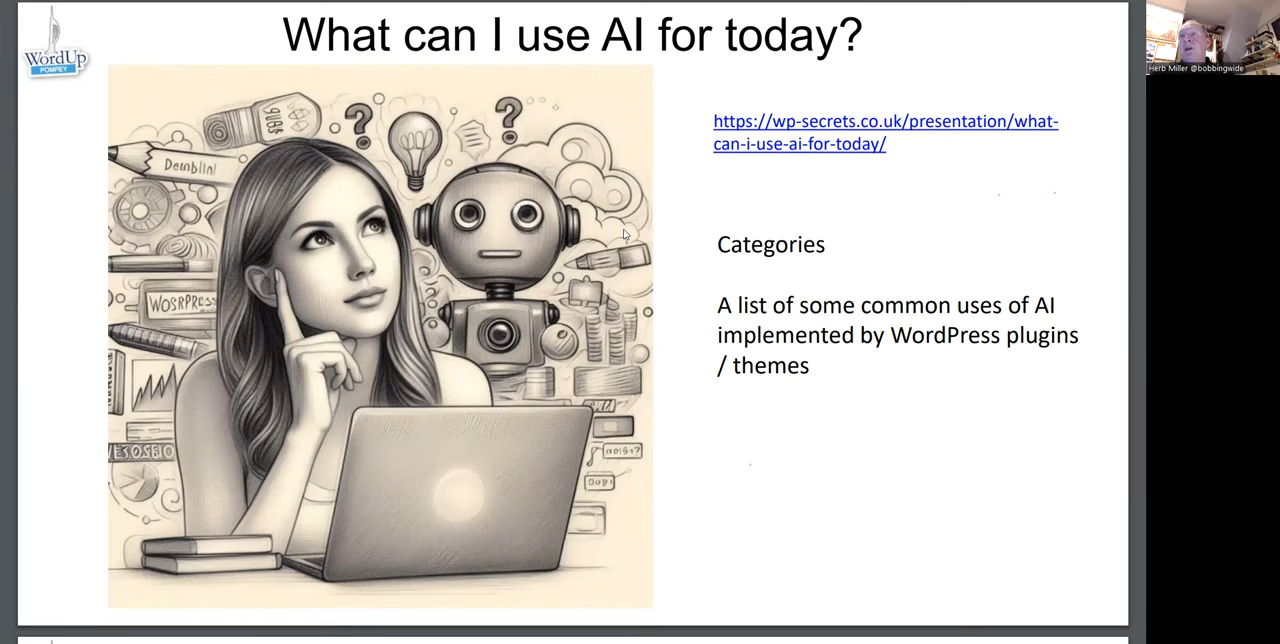 What can I use AI for today?
WordUp
POMPEY
Herb Miller @bobbingwide
https://wp-secrets.co.uk/presentation/what-
can-i-use-ai-for-today/
Categories
A list of some common uses of AI
implemented by WordPress plugins
/ themes
?
?
WOSRPRESS